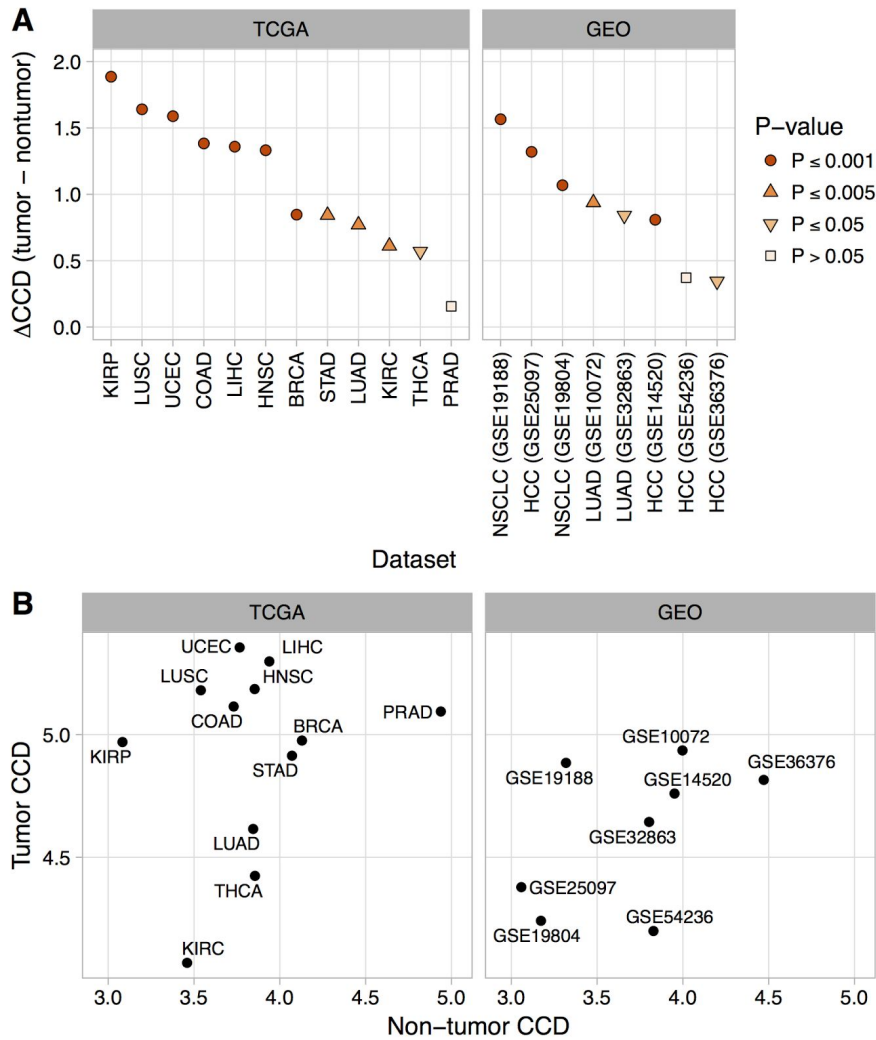 A
TCGA
GEO
ΔCCD (tumor − nontumor)
2.0
1.5
1.0
0.5
0.0
KIRP
LUSC
UCEC
COAD
LIHC
HNSC
BRCA
STAD
LUAD
KIRC
THCA
PRAD
NSCLC (GSE19188)
HCC (GSE25097)
NSCLC (GSE19804)
LUAD (GSE10072)
LUAD (GSE32863)
HCC (GSE14520)
HCC (GSE54236)
HCC (GSE36376)
P−value
P ≤ 0.001
P ≤ 0.005
P ≤ 0.05
P > 0.05
Dataset
B
TCGA
GEO
Tumor CCD
5.0
4.5
UCEC
LIHC
LUSC
HNSC
COAD
PRAD
BRCA
KIRP
STAD
LUAD
THCA
KIRC
GSE10072
GSE36376
GSE19188
GSE14520
GSE32863
GSE25097
GSE54236
GSE19804
3.0 3.5 4.0 4.5 5.0
3.0 3.5 4.0 4.5 5.0
Non−tumor CCD